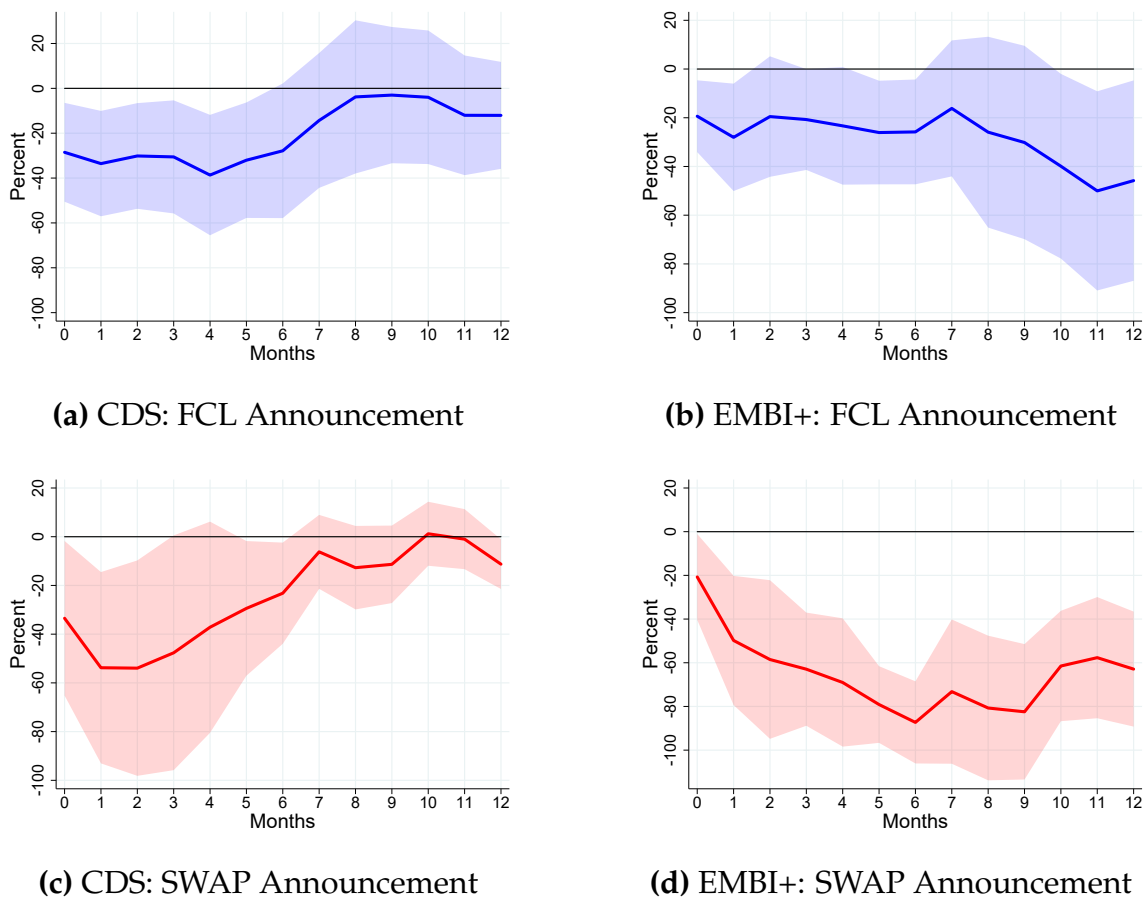 20
0
-20
-40
-60
-80
-100
Percent
0 1 2 3 4 5 6 7 8 9 10 11 12
Months
(a) CDS: FCL Announcement
20
0
-20
-40
-60
-80
-100
Percent
0 1 2 3 4 5 6 7 8 9 10 11 12
Months
(b) EMBI+: FCL Announcement
20
0
-20
-40
-60
-80
-100
Percent
0 1 2 3 4 5 6 7 8 9 10 11 12
Months
(c) CDS: SWAP Announcement
20
0
-20
-40
-60
-80
-100
Percent
0 1 2 3 4 5 6 7 8 9 10 11 12
Months
(d) EMBI+: SWAP Announcement